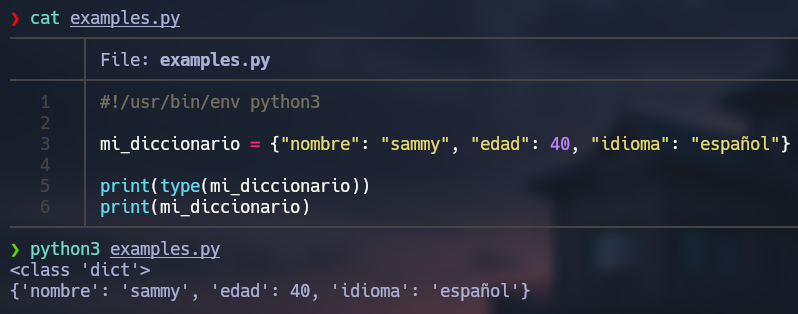 ❯ cat examples.py
File: examples.py
1 #!/usr/bin/env python3
2
3 mi_diccionario = {"nombre": "sammy", "edad": 40, "idioma": "español"}
4
5 print(type(mi_diccionario))
6 print(mi_diccionario)
❯ python3 examples.py
<class 'dict'>
{'nombre': 'sammy', 'edad': 40, 'idioma': 'español'}